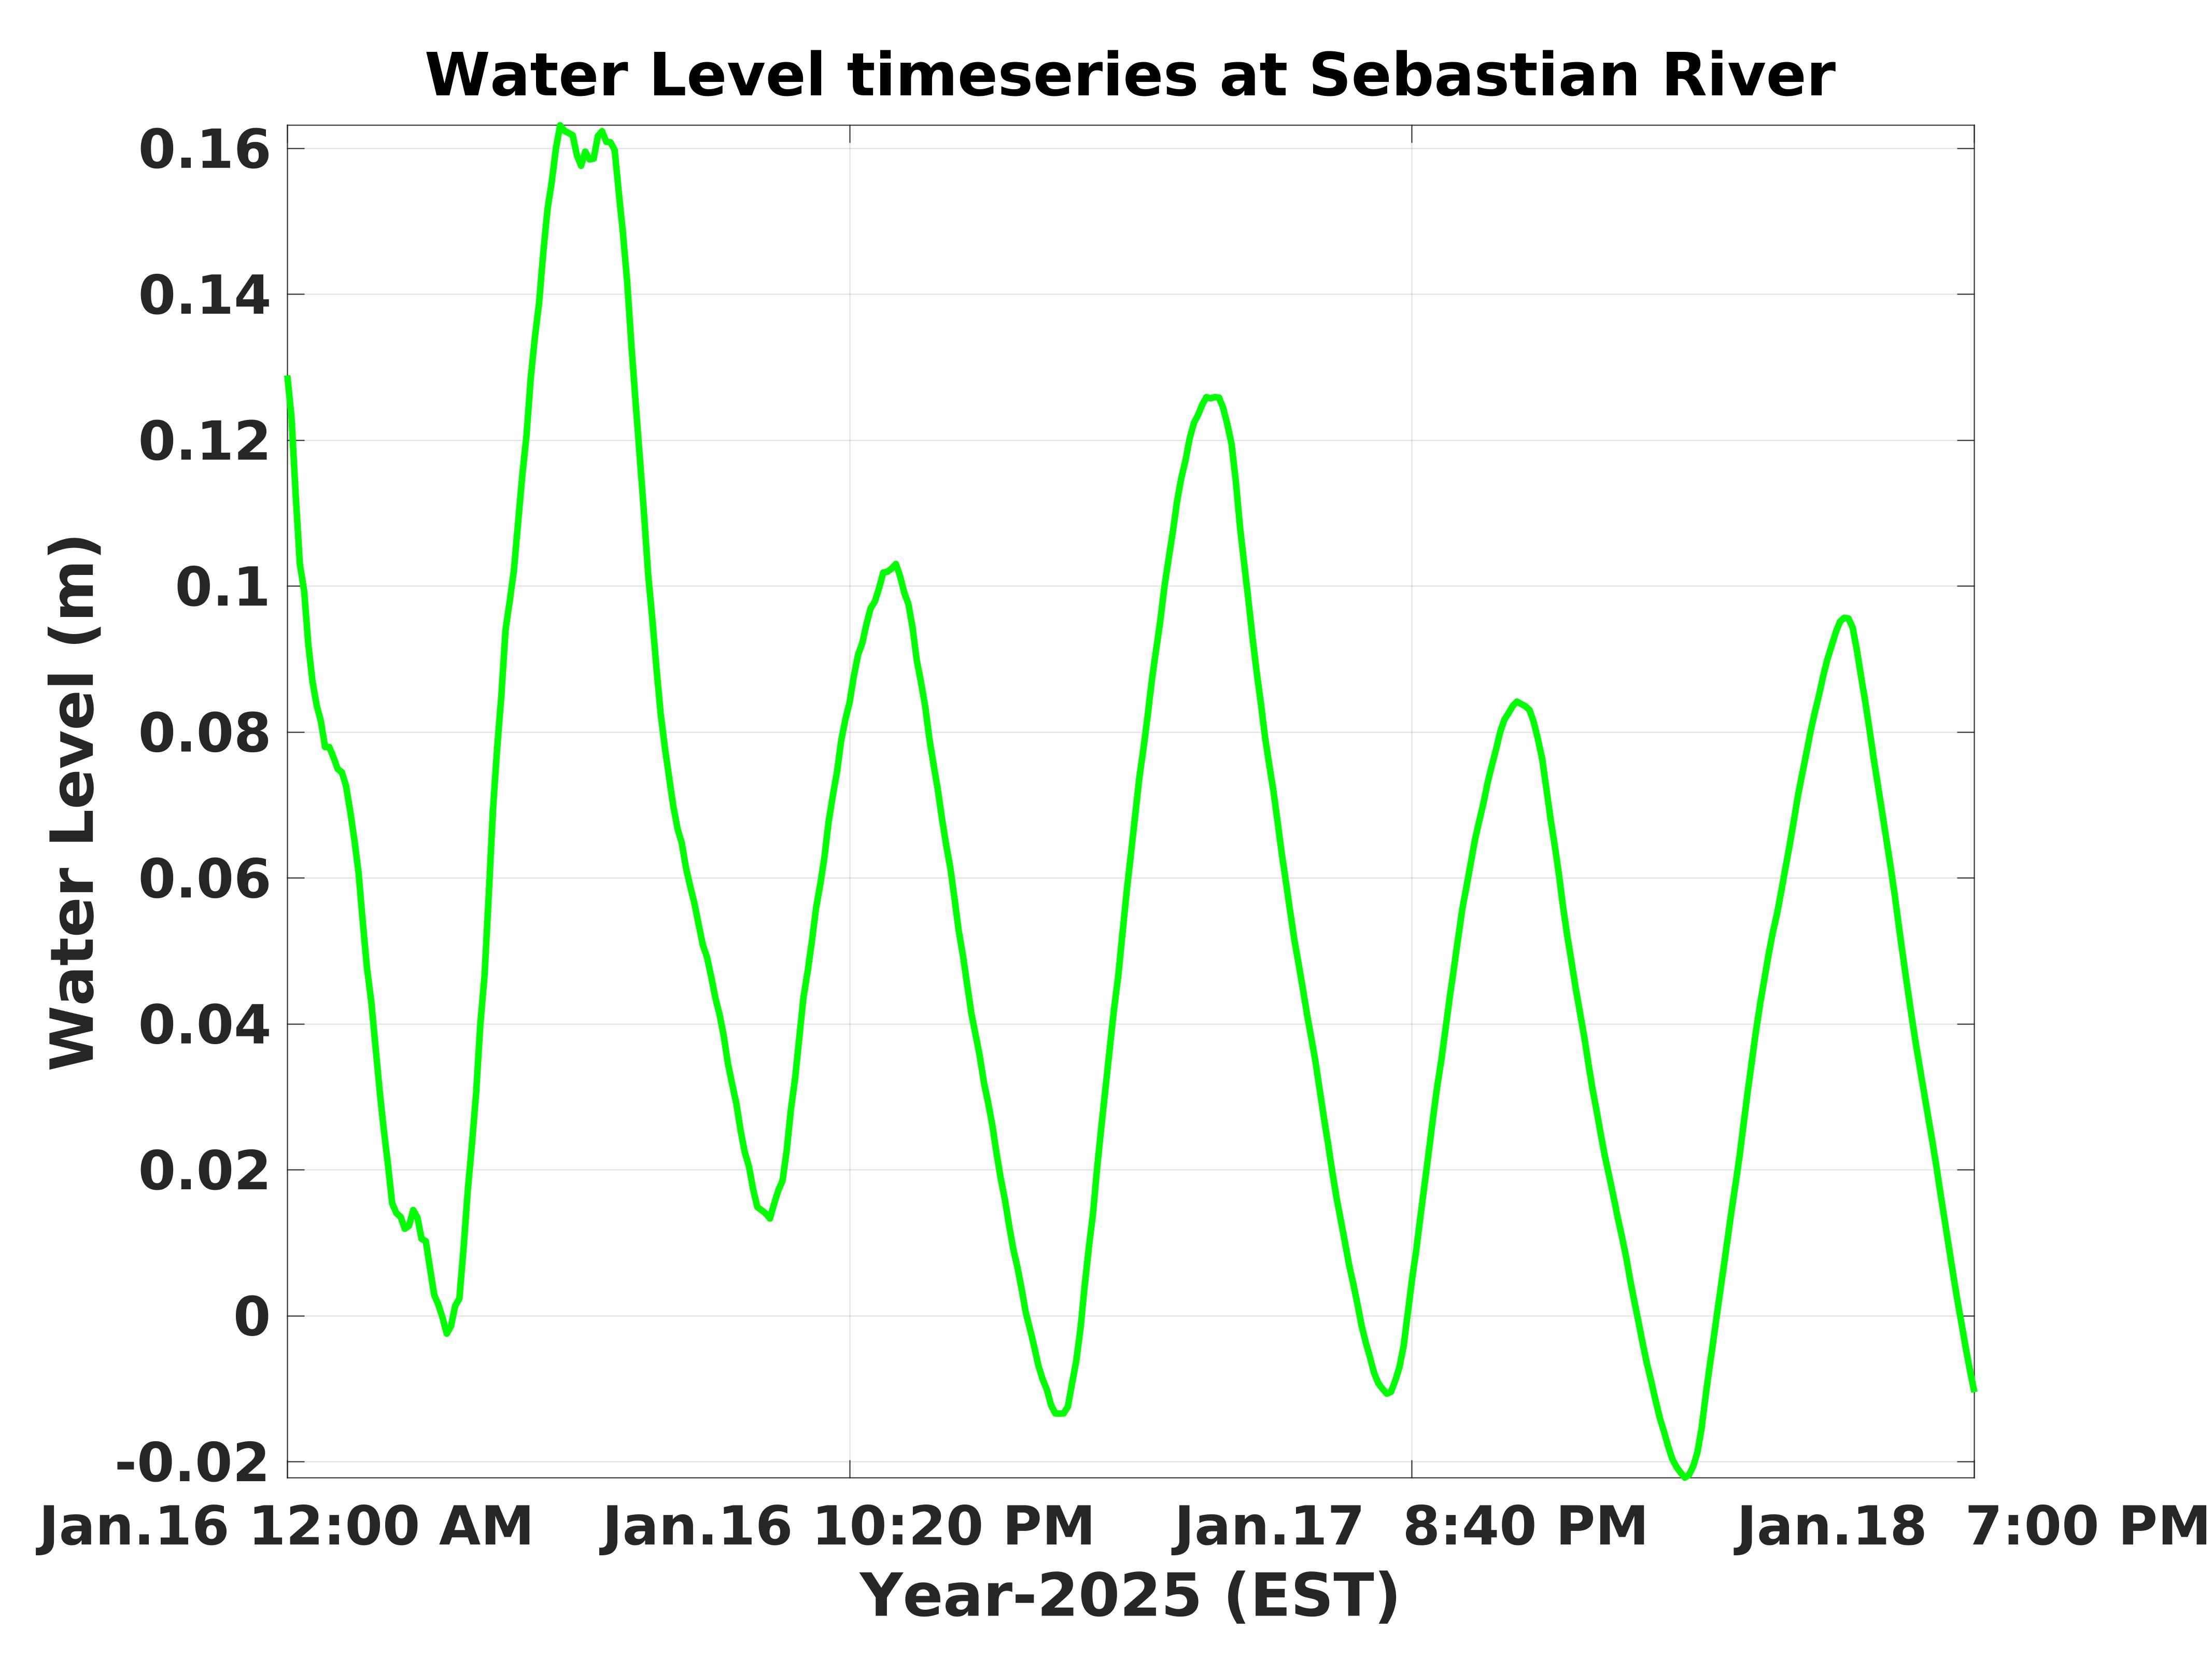 Water Level timeseries at Sebastian River
0.16
0.14
0.12
0.1
0.08
0.06
0.04
0.02
0
-0.02
Water Level (m)
Jan.16 12:00 AM Jan.16 10:20 PM Jan.17 8:40 PM Jan.18 7:00 PM
Year-2025 (EST)